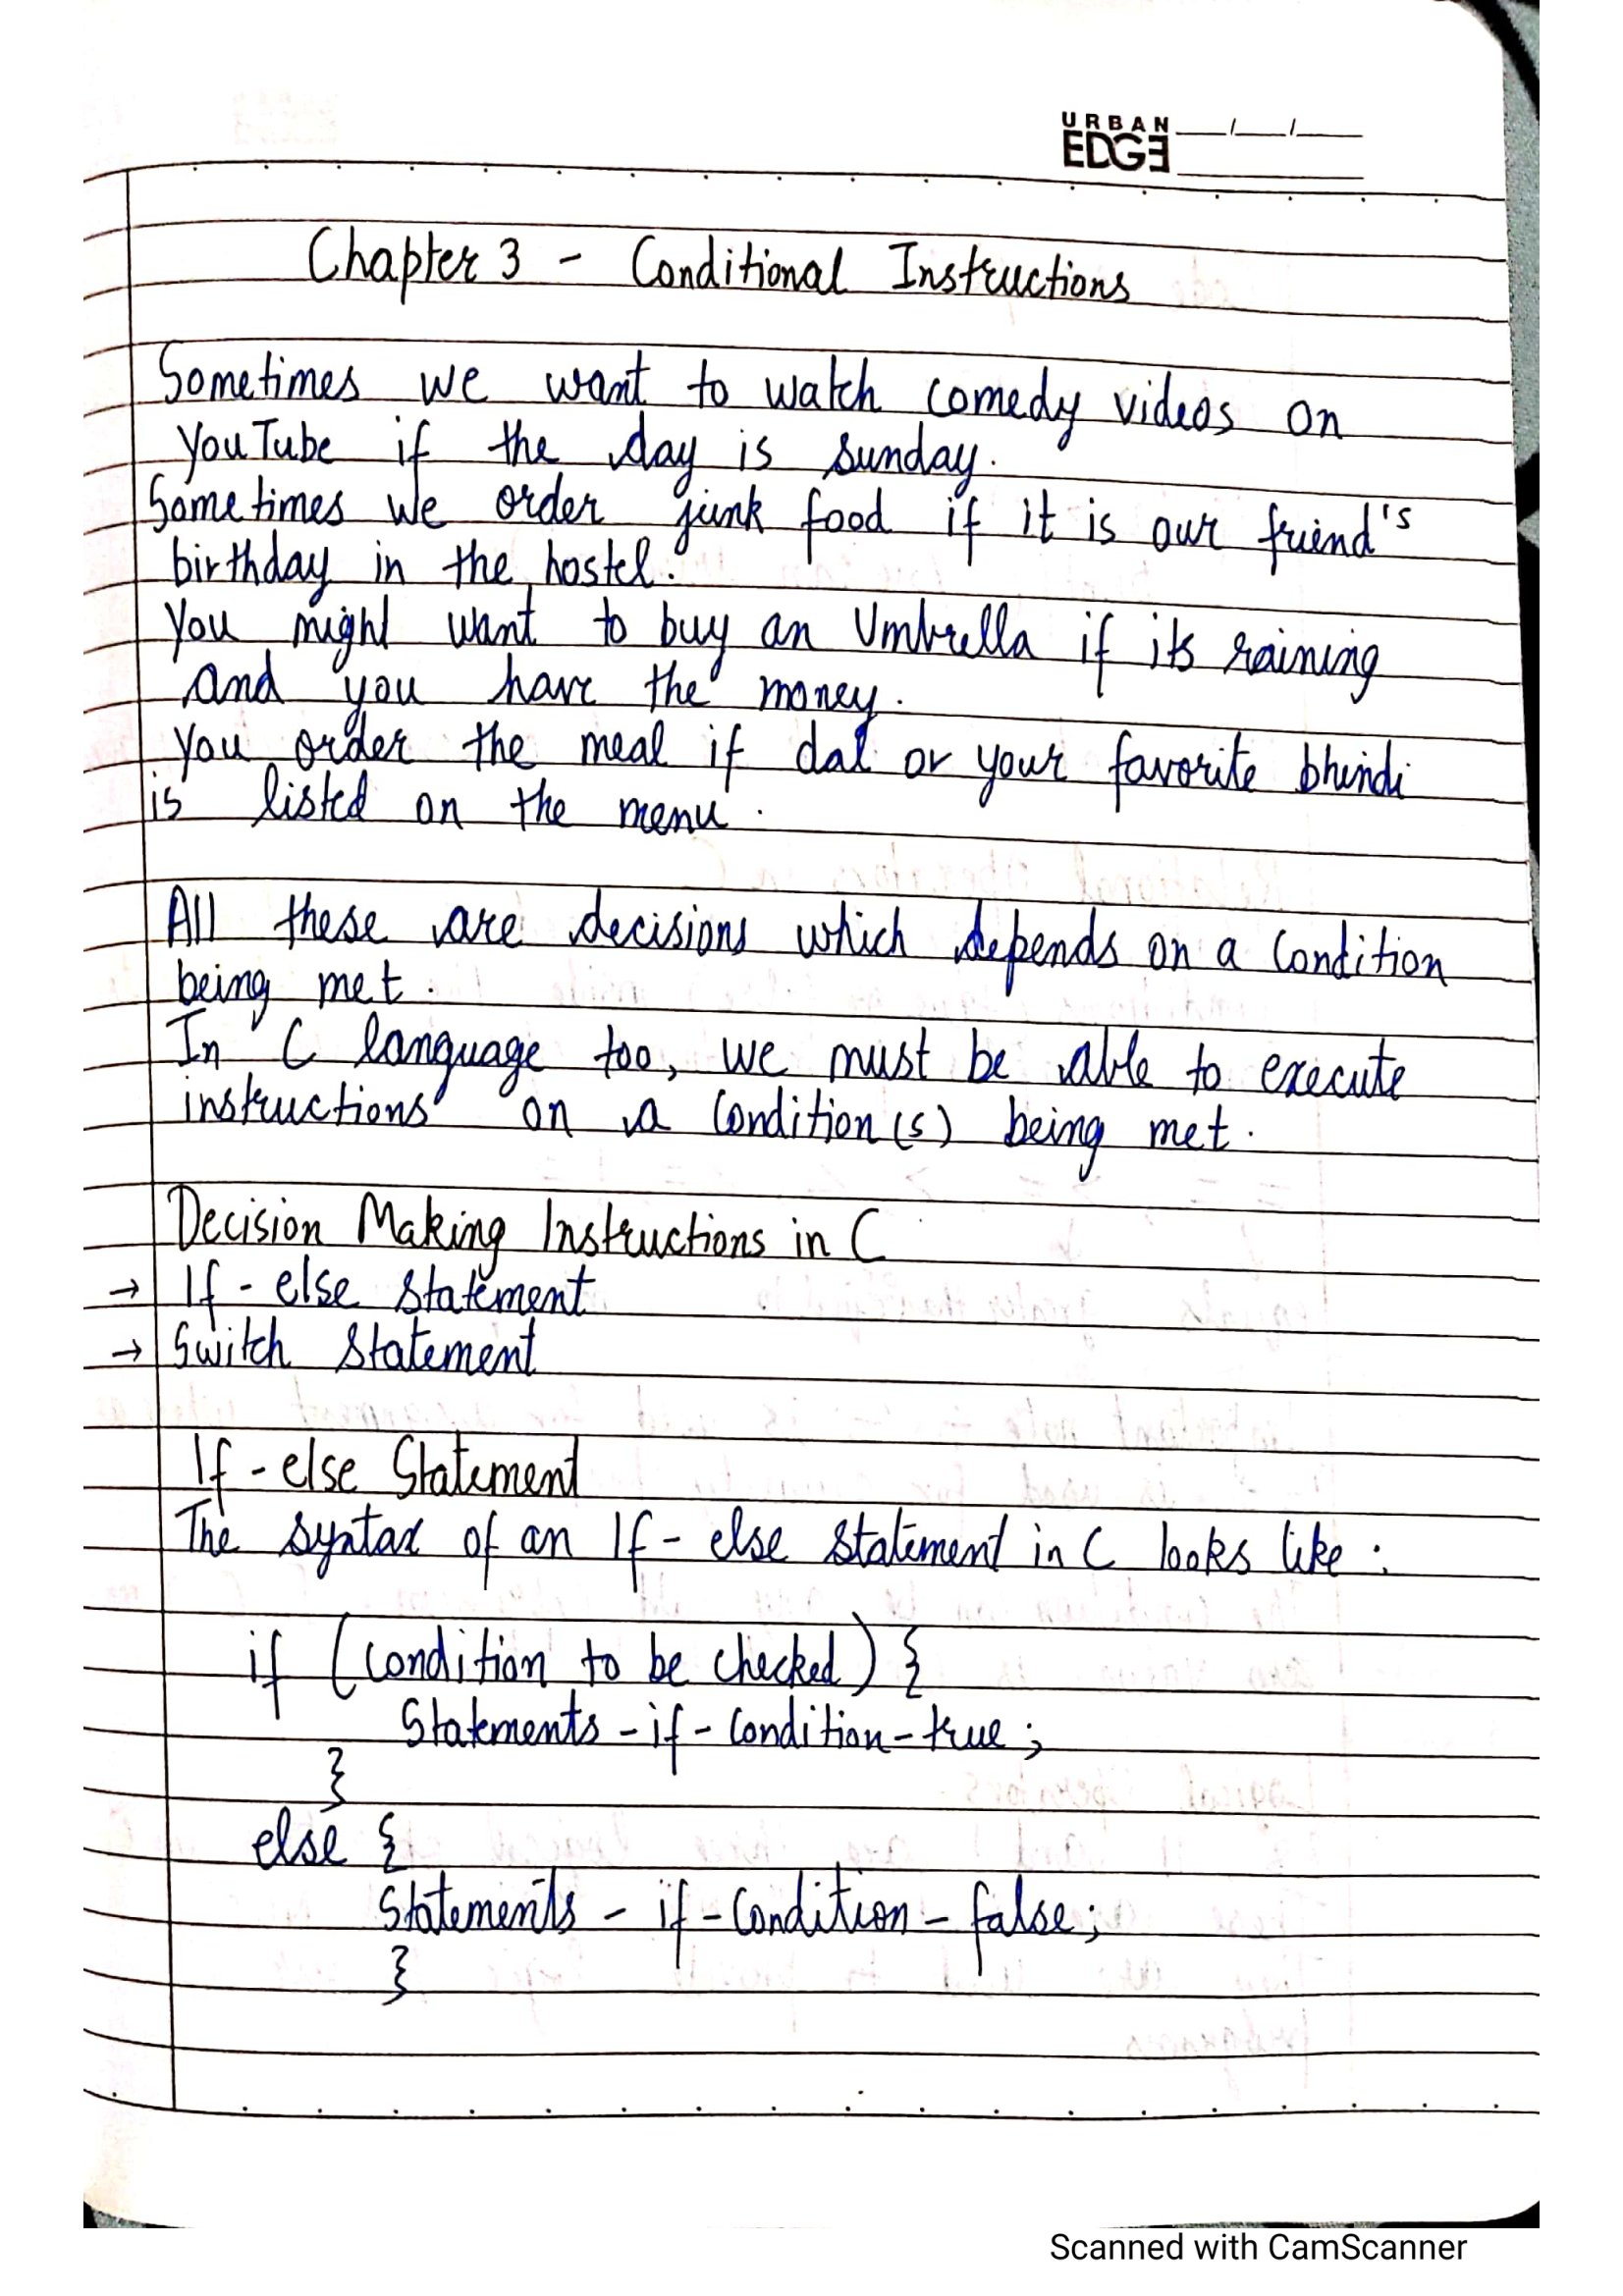 URBAN
EDGE
Chapter 3 - Conditional Instructions
Sometimes we want to watch comedy videos on
YouTube if the day is sunday.
Sometimes we order junk food if it is our friend's
birthday in the hostel.
You might want to buy an Umbrella if its raining
and you have the money.
You order the meal if dal or your favorite bhindi
is listed on the menu.
All these are decisions which depends on a condition
being met.
In C language too, we must be able to execute
instructions on a condition(s) being met.
Decision Making Instructions in C
→ If - else statement
→ Switch statement
If - else Statement
The syntax of an If - else statement in C looks like :
if (condition to be checked) {
Statements - if - condition - true ;
}
else {
Statements - if - condition - false ;
}
Scanned with CamScanner